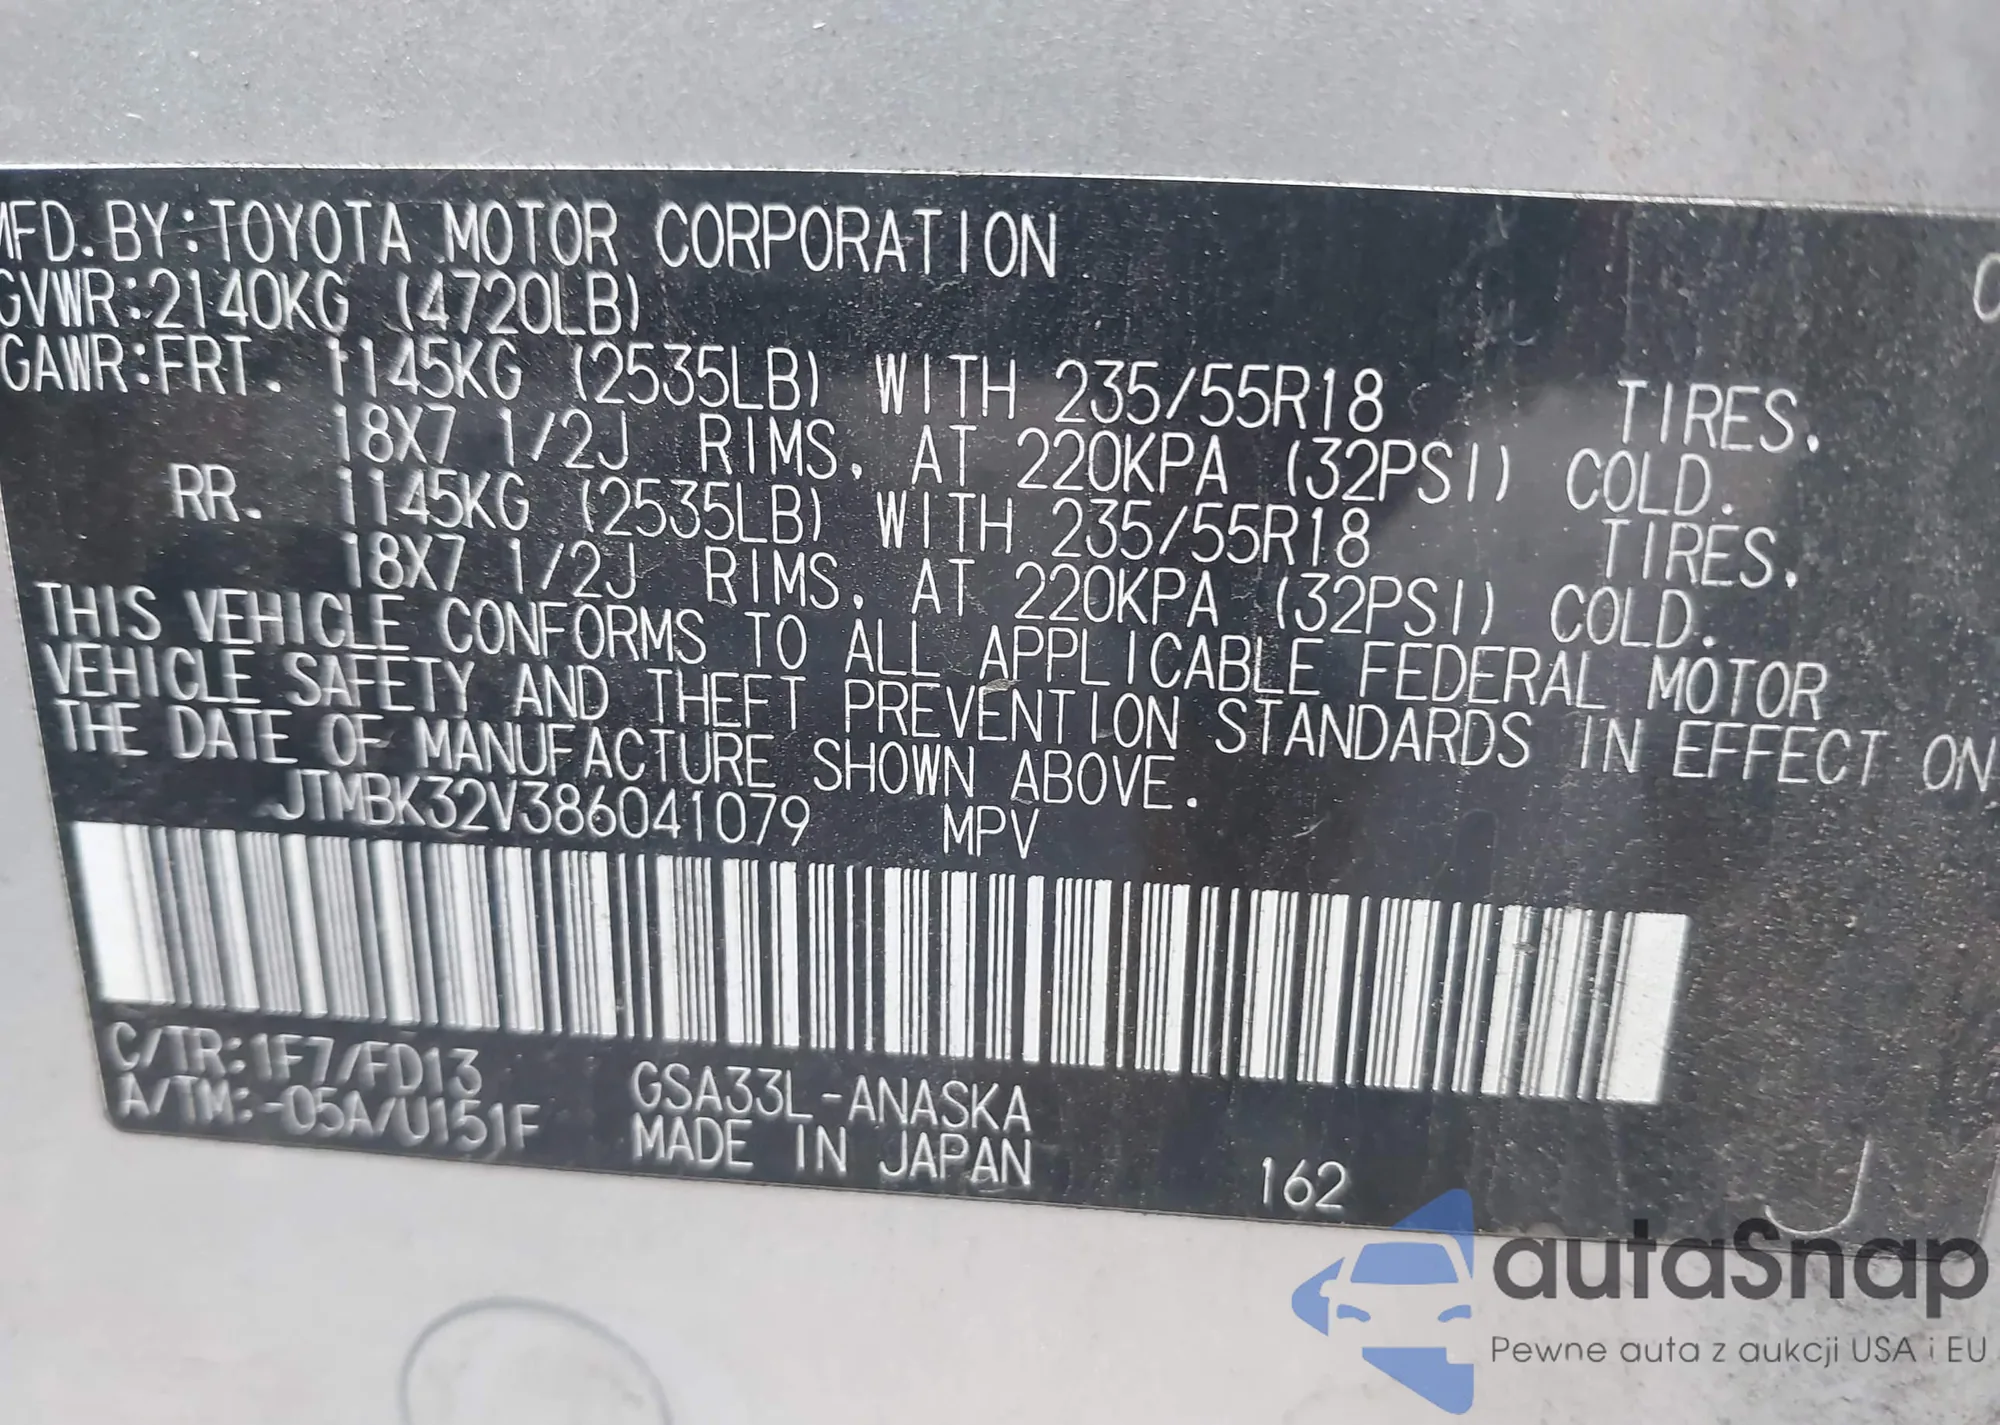 MFD. BY:TOYOTA MOTOR CORPORATION
GVWR:2140KG (4720LB)
GAWR:FRT. 1145KG (2535LB) WITH 235/55R18 TIRES.
18X7 1/2J RIMS, AT 220KPA (32PSI) COLD.
RR. 1145KG (2535LB) WITH 235/55R18 TIRES.
18X7 1/2J RIMS, AT 220KPA (32PSI) COLD.
THIS VEHICLE CONFORMS TO ALL APPLICABLE FEDERAL MOTOR
VEHICLE SAFETY AND THEFT PREVENTION STANDARDS IN EFFECT ON
THE DATE OF MANUFACTURE SHOWN ABOVE.
JTMBK32V386041079 MPV
C/TR:1F7/FD13 GSA33L-ANASKA
A/TM:-05A/U151F MADE IN JAPAN
162
J
autoSnap
Pewne auta z aukcji USA i EU